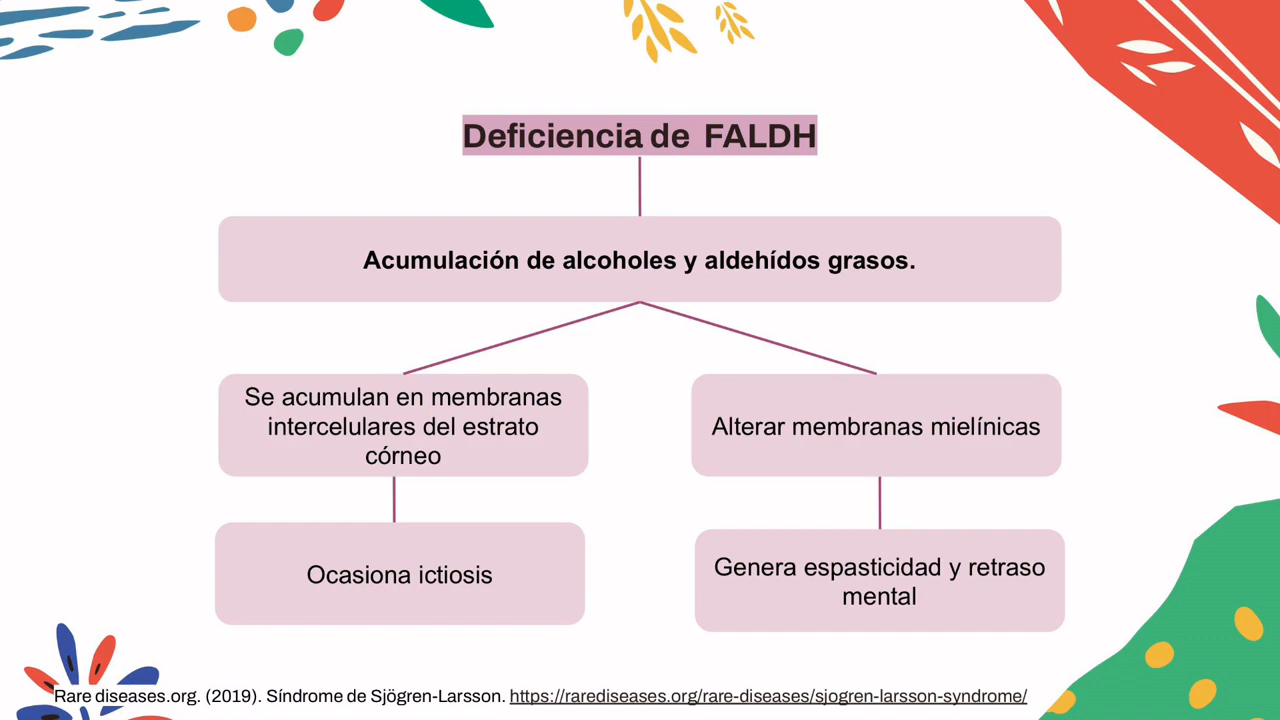 Deficiencia de FALDH
Acumulación de alcoholes y aldehídos grasos.
Se acumulan en membranas
intercelulares del estrato
córneo
Alterar membranas mielínicas
Ocasiona ictiosis
Genera espasticidad y retraso
mental
Rare diseases.org. (2019). Síndrome de Sjögren-Larsson. https://rarediseases.org/rare-diseases/sjogren-larsson-syndrome/